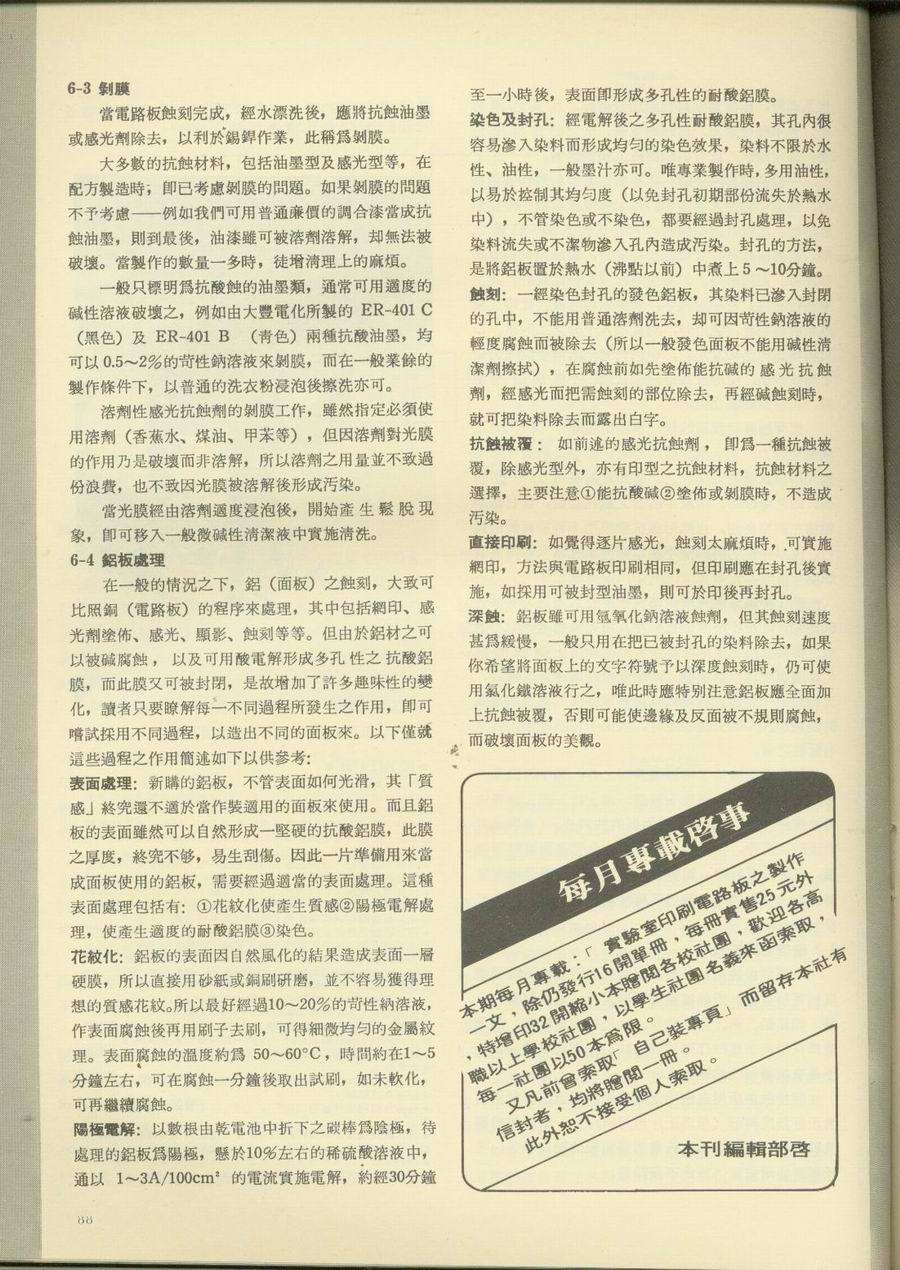 6-3 剝膜
當電路板蝕刻完成，經水漂洗後，應將抗蝕油墨
或感光劑除去，以利於錫銲作業，此稱爲剝膜。
大多數的抗蝕材料，包括油墨型及感光型等，在
配方製造時，卽已考慮剝膜的問題。如果剝膜的問題
不予考慮——例如我們可用普通廉價的調合漆當成抗
蝕油墨，則到最後，油漆雖可被溶劑溶解，却無法被
破壞。當製作的數量一多時，徒增清理上的麻煩。
一般只標明爲抗酸蝕的油墨類，通常可用適度的
碱性溶液破壞之，例如由大豐電化所製的 ER-401 C
（黑色）及 ER-401 B （靑色）兩種抗酸油墨，均
可以 0.5～2%的苛性鈉溶液來剝膜，而在一般業餘的
製作條件下，以普通的洗衣粉浸泡後擦洗亦可。
溶劑性感光抗蝕劑的剝膜工作，雖然指定必須使
用溶劑（香蕉水、煤油、甲苯等），但因溶劑對光膜
的作用乃是破壞而非溶解，所以溶劑之用量並不致過
份浪費，也不致因光膜被溶解後形成汚染。
當光膜經由溶劑適度浸泡後，開始產生鬆脫現
象，卽可移入一般微碱性清潔液中實施清洗。
6-4 鋁板處理
在一般的情況之下，鋁（面板）之蝕刻，大致可
比照銅（電路板）的程序來處理，其中包括網印、感
光劑塗佈、感光、顯影、蝕刻等等。但由於鋁材之可
以被碱腐蝕，以及可用酸電解形成多孔性之抗酸鋁
膜，而此膜又可被封閉，是故增加了許多趣味性的變
化，讀者只要瞭解每一不同過程所發生之作用，卽可
嚐試採用不同過程，以造出不同的面板來。以下僅就
這些過程之作用簡述如下以供參考：
表面處理：新購的鋁板，不管表面如何光滑，其「質
感」終究還不適於當作裝適用的面板來使用。而且鋁
板的表面雖然可以自然形成一堅硬的抗酸鋁膜，此膜
之厚度，終究不够，易生刮傷。因此一片準備用來當
成面板使用的鋁板，需要經過適當的表面處理。這種
表面處理包括有：①花紋化使產生質感②陽極電解處
理，使產生適度的耐酸鋁膜③染色。
花紋化：鋁板的表面因自然風化的結果造成表面一層
硬膜，所以直接用砂紙或銅刷研磨，並不容易獲得理
想的質感花紋。所以最好經過10～20%的苛性納溶液，
作表面腐蝕後再用刷子去刷，可得細微均勻的金屬紋
理。表面腐蝕的溫度約爲 50～60°C，時間約在1～5
分鐘左右，可在腐蝕一分鐘後取出試刷，如未軟化，
可再繼續腐蝕。
陽極電解：以數根由乾電池中折下之碳棒爲陰極，待
處理的鋁板爲陽極，懸於10%左右的稀硫酸溶液中，
通以 1～3A/100cm² 的電流實施電解，約經30分鐘
至一小時後，表面卽形成多孔性的耐酸鋁膜。
染色及封孔：經電解後之多孔性耐酸鋁膜，其孔內很
容易滲入染料而形成均勻的染色效果，染料不限於水
性、油性，一般墨汁亦可。唯專業製作時，多用油性，
以易於控制其均勻度（以免封孔初期部份流失於熱水
中），不管染色或不染色，都要經過封孔處理，以免
染料流失或不潔物滲入孔內造成汚染。封孔的方法，
是將鋁板置於熱水（沸點以前）中煮上 5 ～10分鐘。
蝕刻：一經染色封孔的發色鋁板，其染料已滲入封閉
的孔中，不能用普通溶劑洗去，却可因苛性鈉溶液的
輕度腐蝕而被除去（所以一般發色面板不能用碱性清
潔劑擦拭），在腐蝕前如先塗佈能抗碱的感光抗蝕
劑，經感光而把需蝕刻的部位除去，再經碱蝕刻時，
就可把染料除去而露出白字。
抗蝕被覆：如前述的感光抗蝕劑，卽爲一種抗蝕被
覆，除感光型外，亦有印型之抗蝕材料，抗蝕材料之
選擇，主要注意①能抗酸碱②塗佈或剝膜時，不造成
汚染。
直接印刷：如覺得逐片感光，蝕刻太麻煩時，可實施
網印，方法與電路板印刷相同，但印刷應在封孔後實
施，如採用可被封型油墨，則可於印後再封孔。
深蝕：鋁板雖可用氫氧化鈉溶液蝕劑，但其蝕刻速度
甚爲緩慢，一般只用在把已被封孔的染料除去，如果
你希望將面板上的文字符號予以深度蝕刻時，仍可使
用氯化鐵溶液行之，唯此時應特別注意鋁板應全面加
上抗蝕被覆，否則可能使邊緣及反面被不規則腐蝕，
而破壞面板的美觀。
每月專載啓事
本期每月專載：「實驗室印刷電路板之製作
一文，除仍發行16開單冊，每冊實售25元外
，特增印32開縮小本贈閱各校社團，歡迎各高
職以上學校社團，以學生社團名義來函索取，
每一社團以50本爲限。
又凡前曾索取「自己裝專頁」而留存本社有
信封者，均將贈閱一冊。
此外恕不接受個人索取。
本刊編輯部啓
88